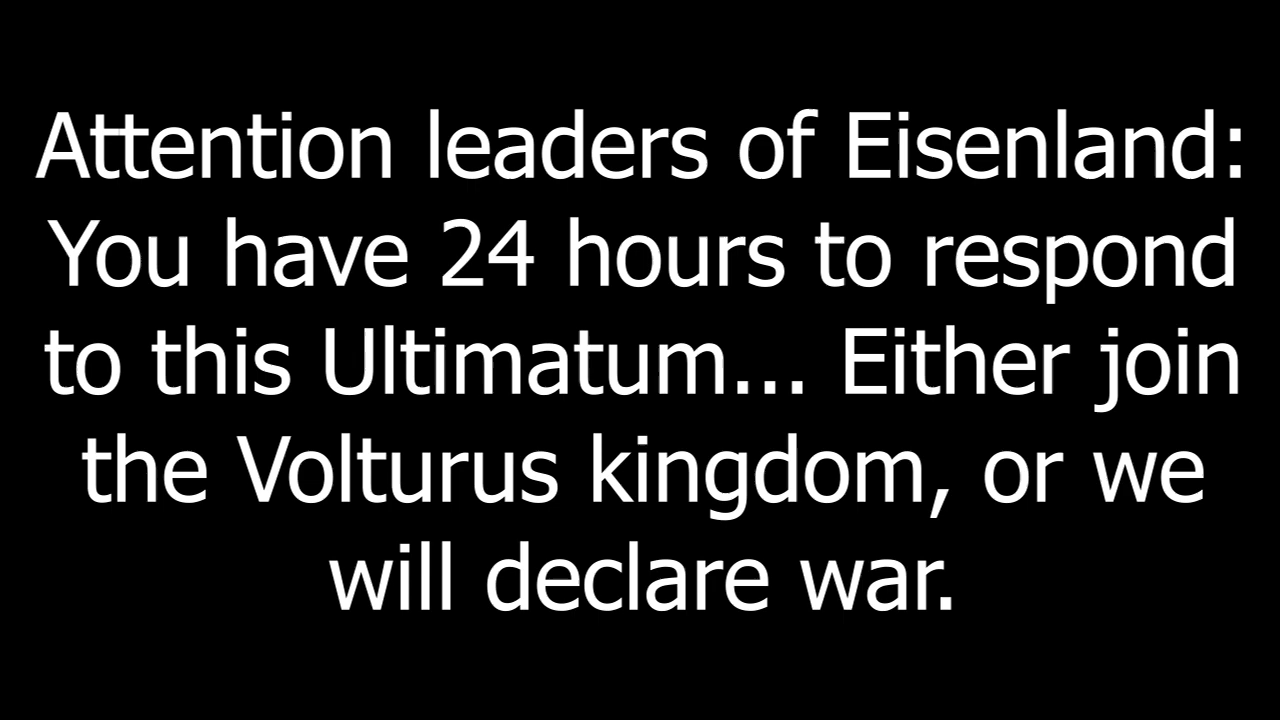 Attention leaders of Eisenland:
You have 24 hours to respond
to this Ultimatum... Either join
the Volturus kingdom, or we
will declare war.